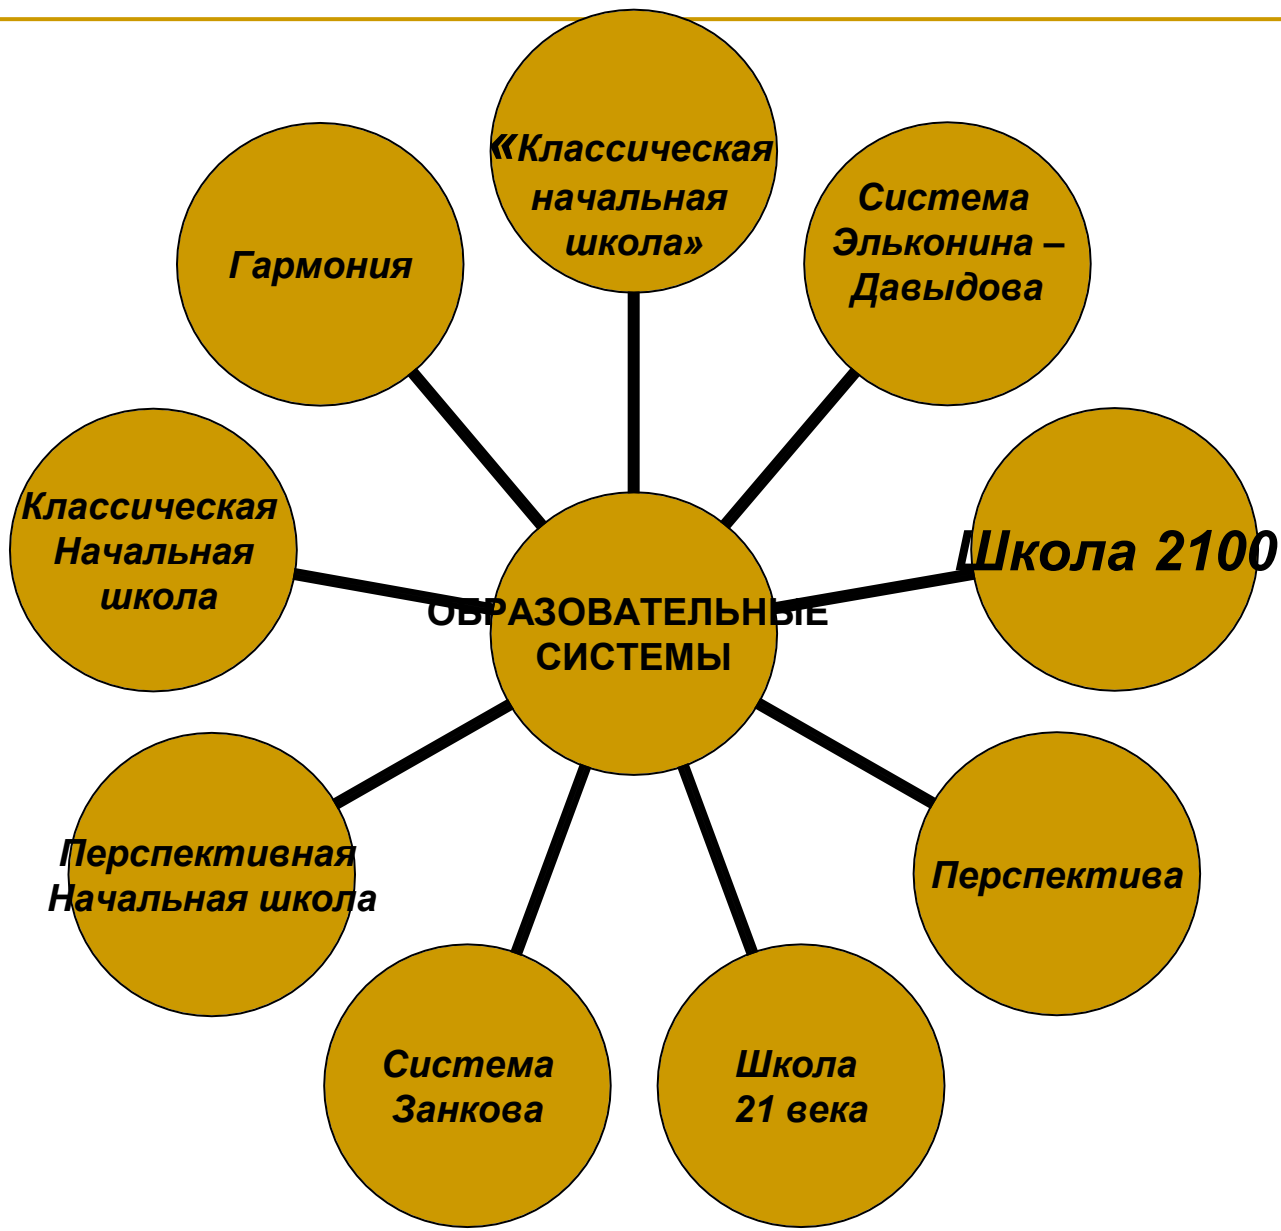 «Классическая
начальная
школа»
Система
Эльконина –
Давыдова
Гармония
Классическая
Начальная
школа
Школа 2100
ОБРАЗОВАТЕЛЬНЫЕ
СИСТЕМЫ
Перспективная
Начальная школа
Перспектива
Система
Занкова
Школа
21 века